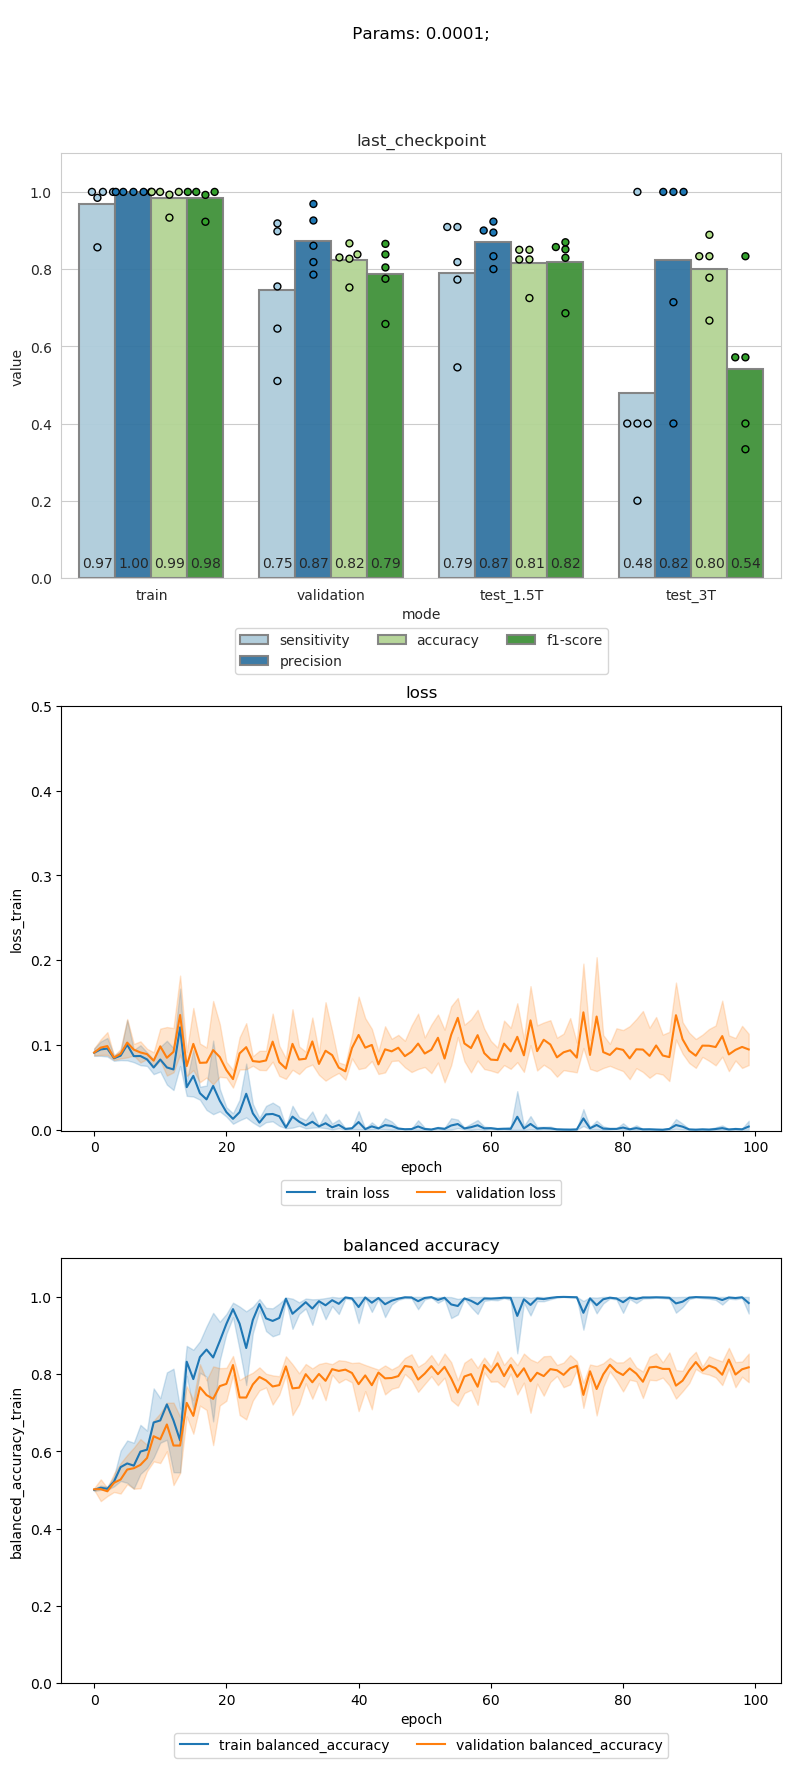 Params: 0.0001;
last_checkpoint
1.0
0.8
0.6
0.4
0.2
0.0
value
0.97 1.00 0.99 0.98 0.75 0.87 0.82 0.79 0.79 0.87 0.81 0.82 0.48 0.82 0.80 0.54
train validation test_1.5T test_3T
mode
sensitivity accuracy f1-score
precision
loss
0.5
0.4
0.3
0.2
0.1
0.0
loss_train
0 20 40 60 80 100
epoch
train loss validation loss
balanced accuracy
1.0
0.8
0.6
0.4
0.2
0.0
balanced_accuracy_train
0 20 40 60 80 100
epoch
train balanced_accuracy validation balanced_accuracy